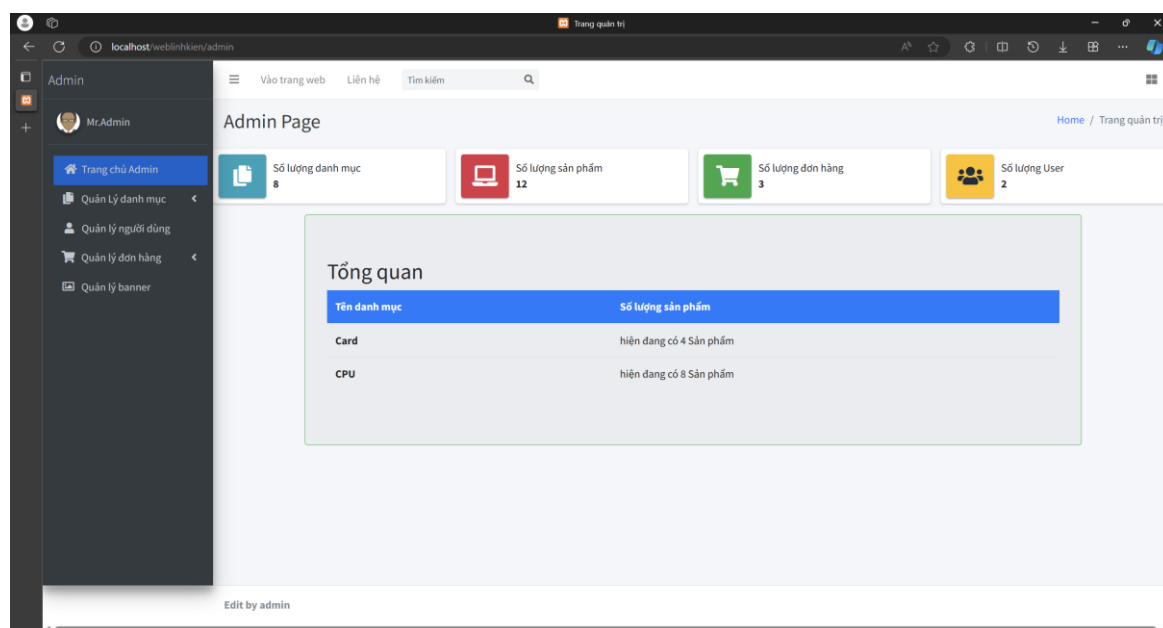 Trang quản trị
localhost/weblinhkien/admin
Admin
Vào trang web Liên hệ Tìm kiếm
Mr.Admin
Admin Page
Home / Trang quản trị
Trang chủ Admin
Quản Lý danh mục
Quản lý người dùng
Quản lý đơn hàng
Quản lý banner
Số lượng danh mục
8
Số lượng sản phẩm
12
Số lượng đơn hàng
3
Số lượng User
2
Tổng quan
Tên danh mục Số lượng sản phẩm
Card hiện đang có 4 Sản phẩm
CPU hiện đang có 8 Sản phẩm
Edit by admin